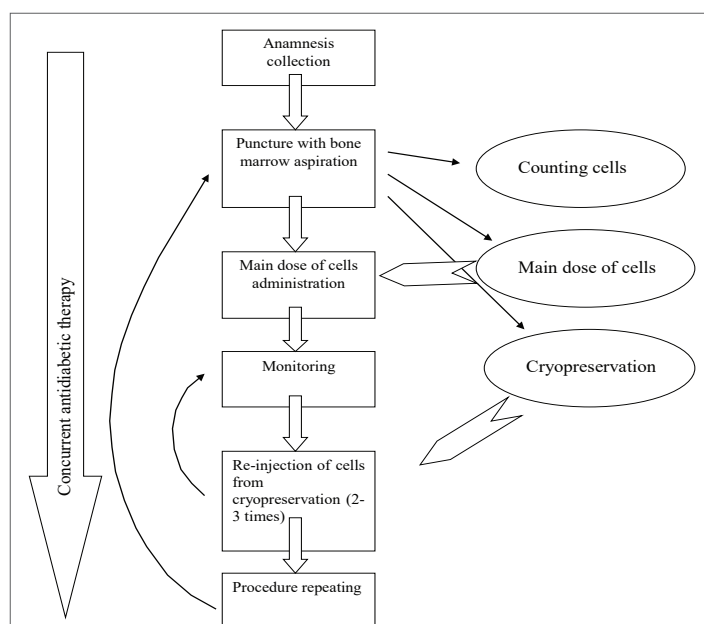 Anamnesis
collection
Puncture with bone
marrow aspiration
Counting cells
Main dose of cells
administration
Main dose of cells
Monitoring
Cryopreservation
Re-injection of cells
from
cryopreservation (2-
3 times)
Procedure repeating
Concurrent antidiabetic therapy